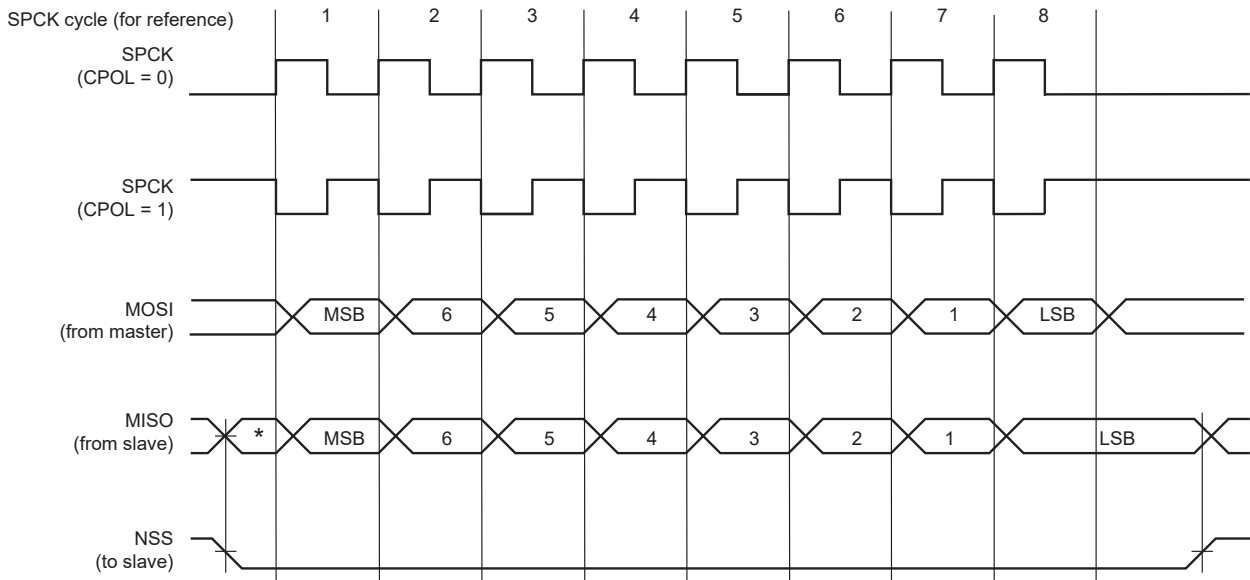 SPCK cycle (for reference) 1 2 3 4 5 6 7 8
SPCK
(CPOL = 0)
SPCK
(CPOL = 1)
MOSI
(from master)
MSB 6 5 4 3 2 1 LSB
MISO
(from slave)
* MSB 6 5 4 3 2 1 LSB
NSS
(to slave)